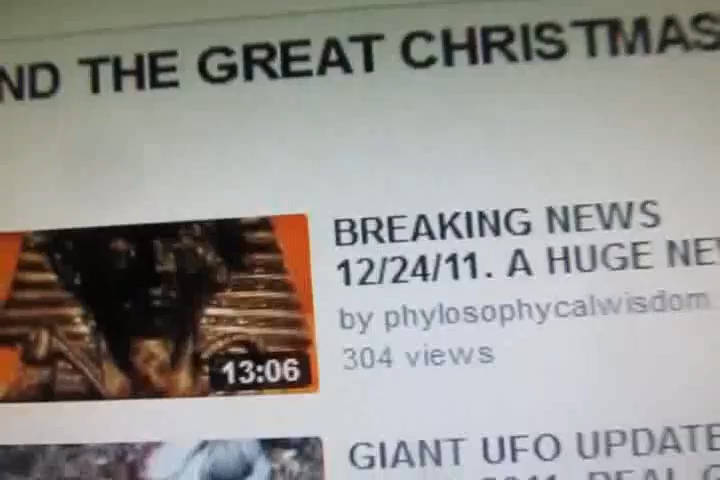 ND THE GREAT CHRISTMAS
BREAKING NEWS
12/24/11. A HUGE NE
by phylosophycalwisdom
304 views
13:06
GIANT UFO UPDATE